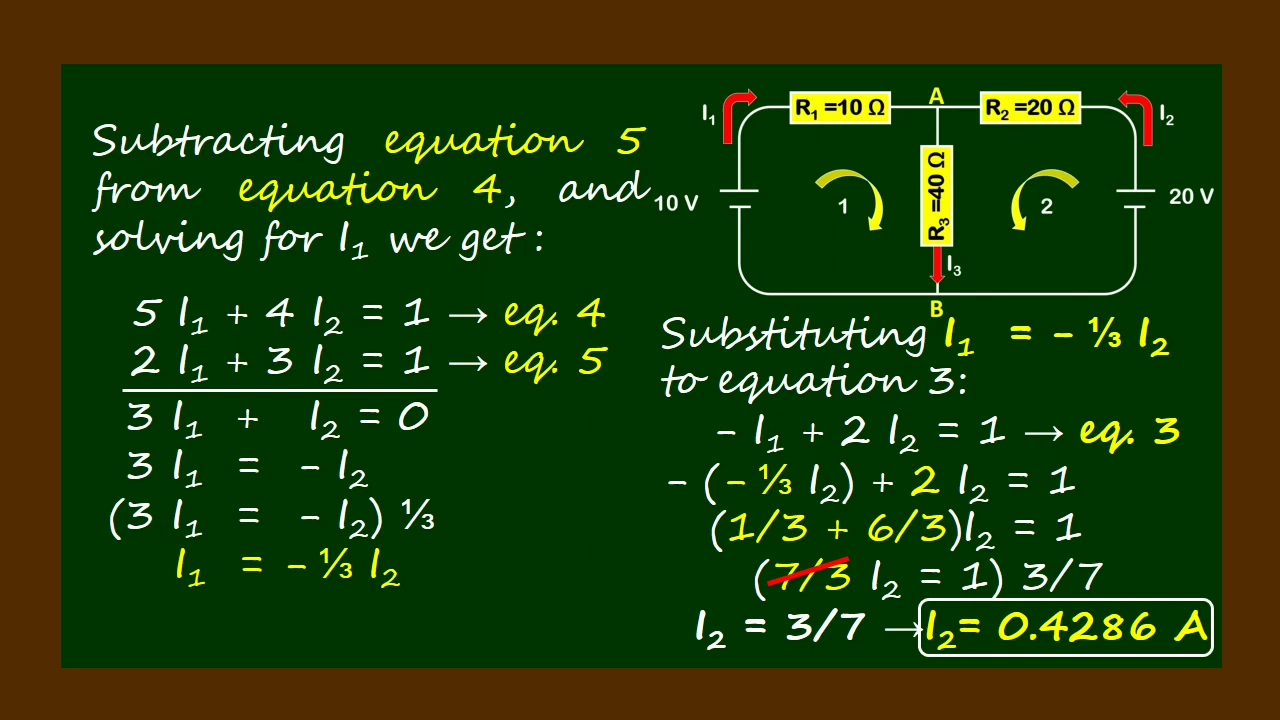 Subtracting equation 5
from equation 4, and
solving for I₁ we get:
5 I₁ + 4 I₂ = 1 → eq. 4
2 I₁ + 3 I₂ = 1 → eq. 5
3 I₁ + I₂ = 0
3 I₁ = - I₂
(3 I₁ = - I₂) ⅓
I₁ = - ⅓ I₂
I₁
R₁ =10 Ω
A
R₂ =20 Ω
I₂
10 V
1
R₃ =40 Ω
2
20 V
I₃
B
Substituting I₁ = - ⅓ I₂
to equation 3:
- I₁ + 2 I₂ = 1 → eq. 3
- (- ⅓ I₂) + 2 I₂ = 1
(1/3 + 6/3)I₂ = 1
(7/3 I₂ = 1) 3/7
I₂ = 3/7 → I₂= 0.4286 A